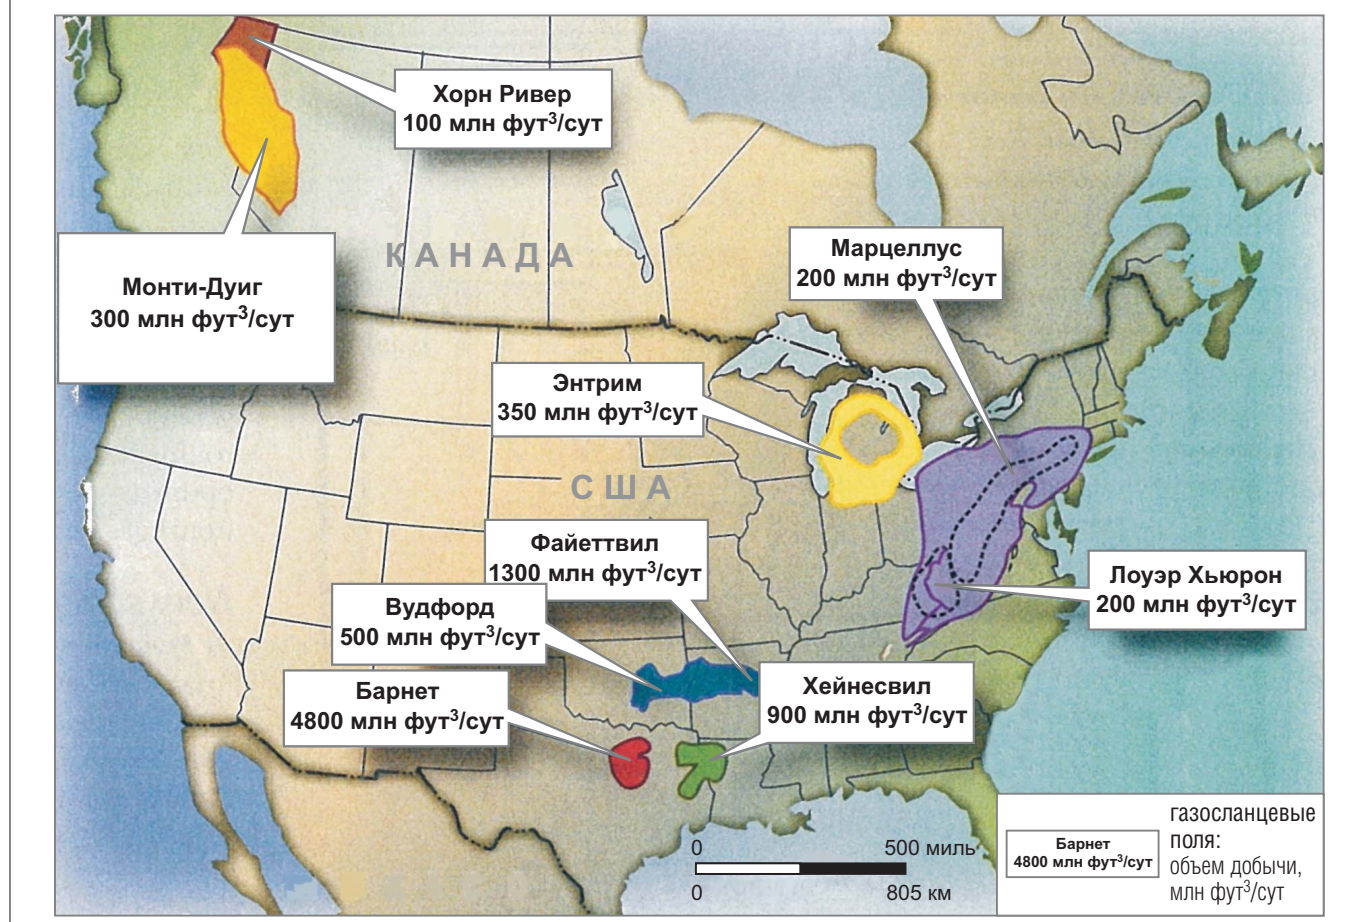 Хорн Ривер
100 млн фут³/сут
КАНАДА
Марцеллус
200 млн фут³/сут
Монти-Дуиг
300 млн фут³/сут
Энтрим
350 млн фут³/сут
США
Файеттвил
1300 млн фут³/сут
Лоуэр Хьюрон
200 млн фут³/сут
Вудфорд
500 млн фут³/сут
Барнет
4800 млн фут³/сут
Хейнесвил
900 млн фут³/сут
0 500 миль
0 805 км
Барнет
4800 млн фут³/сут
газосланцевые
поля:
объем добычи,
млн фут³/сут